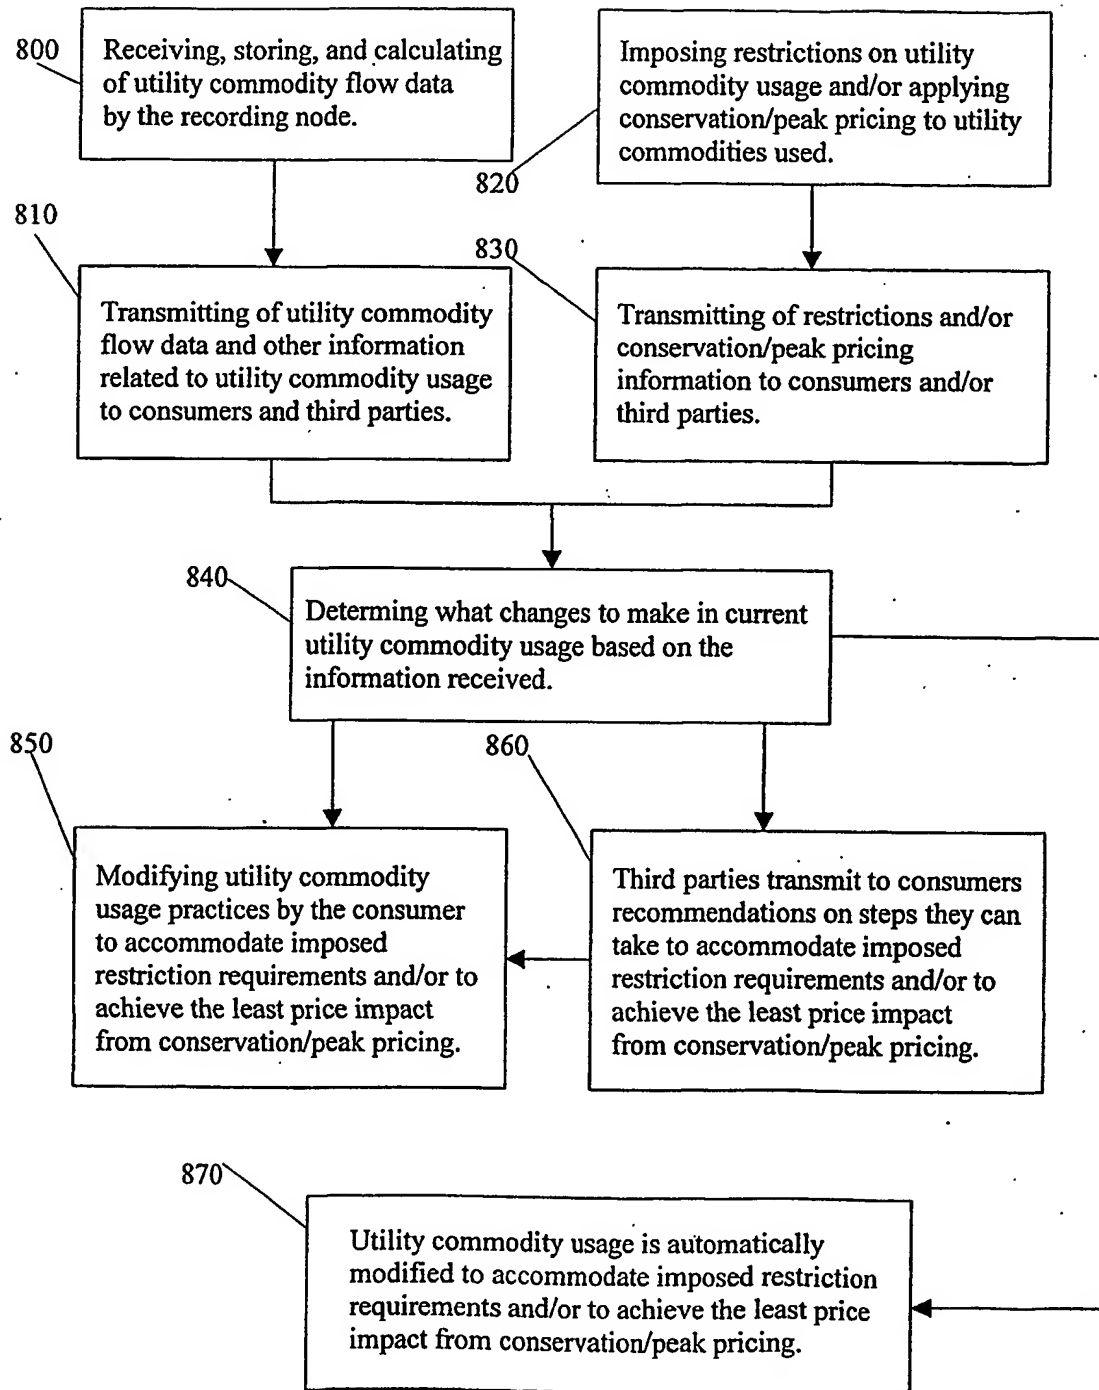 800
Receiving, storing, and calculating
of utility commodity flow data
by the recording node.
Imposing restrictions on utility
commodity usage and/or applying
conservation/peak pricing to utility
commodities used.
820
810
Transmitting of utility commodity
flow data and other information
related to utility commodity usage
to consumers and third parties.
830
Transmitting of restrictions and/or
conservation/peak pricing
information to consumers and/or
third parties.
840
Determing what changes to make in current
utility commodity usage based on the
information received.
850
Modifying utility commodity
usage practices by the consumer
to accommodate imposed
restriction requirements and/or to
achieve the least price impact
from conservation/peak pricing.
860
Third parties transmit to consumers
recommendations on steps they can
take to accommodate imposed
restriction requirements and/or to
achieve the least price impact
from conservation/peak pricing.
870
Utility commodity usage is automatically
modified to accommodate imposed restriction
requirements and/or to achieve the least price
impact from conservation/peak pricing.